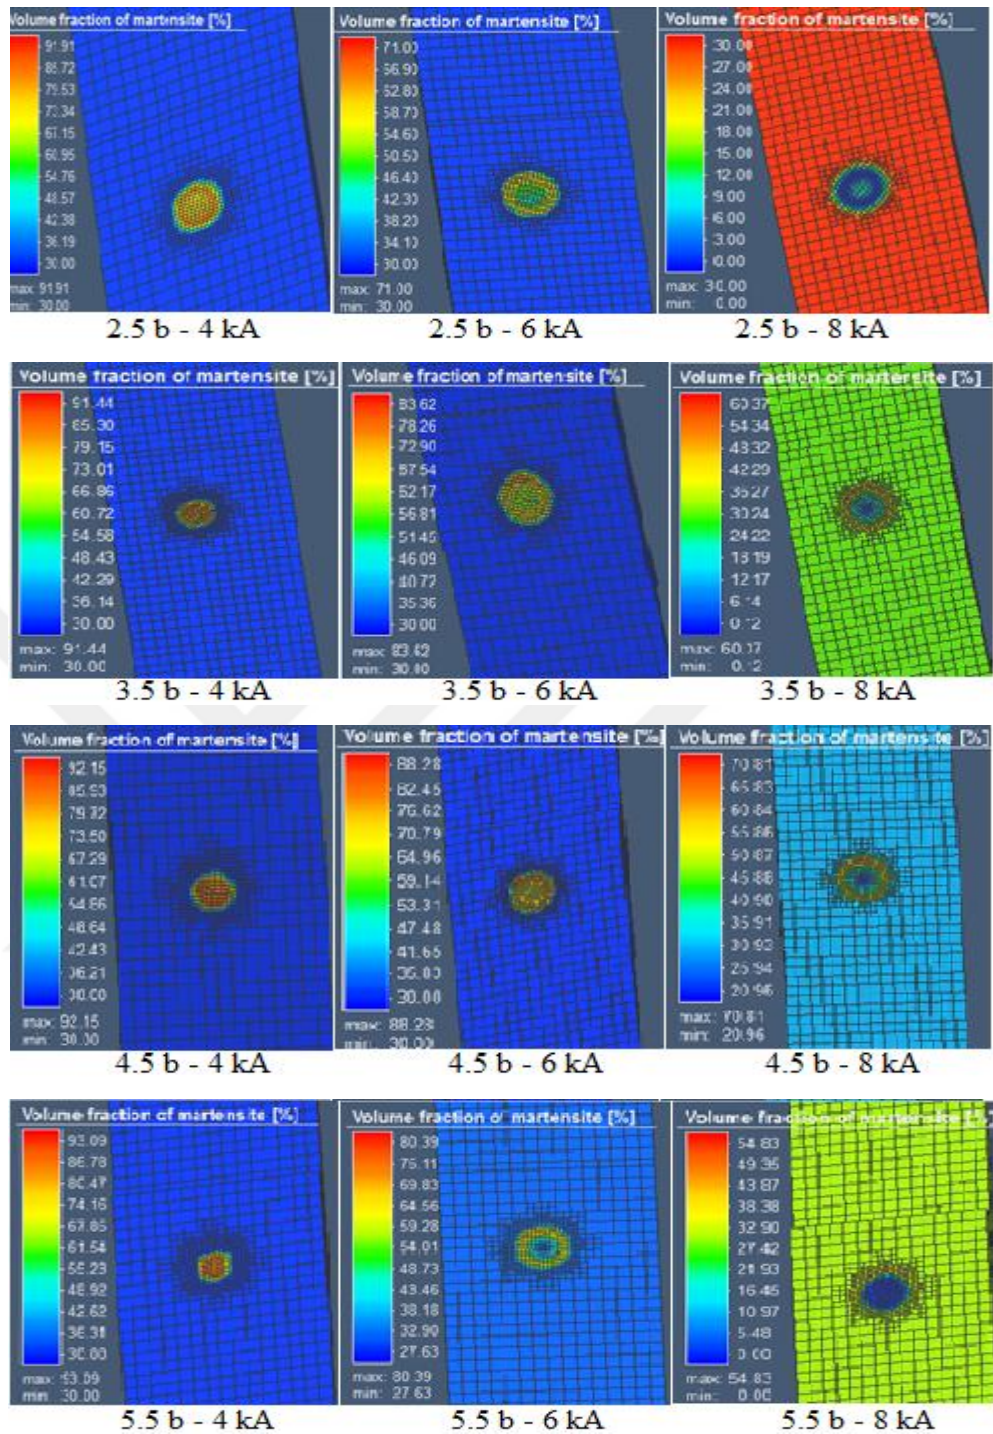 Volume fraction of martensite [%]
91.91
85.72
79.53
73.34
67.15
60.95
54.76
48.57
42.38
36.19
30.00
max: 91.91
min: 30.00
2.5 b - 4 kA
Volume fraction of martensite [%]
71.00
66.90
62.80
58.70
54.60
50.50
46.40
42.30
38.20
34.10
30.00
max: 71.00
min: 30.00
2.5 b - 6 kA
Volume fraction of martensite [%]
30.00
27.00
24.00
21.00
18.00
15.00
12.00
9.00
6.00
3.00
0.00
max: 30.00
min: 0.00
2.5 b - 8 kA
Volume fraction of martensite [%]
91.44
85.30
79.15
73.01
66.86
60.72
54.58
48.43
42.29
36.14
30.00
max: 91.44
min: 30.00
3.5 b - 4 kA
Volume fraction of martensite [%]
83.62
78.26
72.90
67.54
62.17
56.81
51.45
46.09
40.72
35.36
30.00
max: 83.62
min: 30.00
3.5 b - 6 kA
Volume fraction of martensite [%]
60.37
54.34
48.32
42.29
36.27
30.24
24.22
18.19
12.17
6.14
0.12
max: 60.37
min: 0.12
3.5 b - 8 kA
Volume fraction of martensite [%]
92.15
85.93
79.72
73.50
67.29
61.07
54.86
48.64
42.43
36.21
30.00
max: 92.15
min: 30.00
4.5 b - 4 kA
Volume fraction of martensite [%]
88.28
82.45
76.62
70.79
64.96
59.14
53.31
47.48
41.65
35.83
30.00
max: 88.28
min: 30.00
4.5 b - 6 kA
Volume fraction of martensite [%]
70.81
65.83
60.84
55.86
50.87
45.88
40.90
35.91
30.93
25.94
20.96
max: 70.81
min: 20.96
4.5 b - 8 kA
Volume fraction of martensite [%]
93.09
86.78
80.47
74.16
67.85
61.54
55.23
48.92
42.62
36.31
30.00
max: 93.09
min: 30.00
5.5 b - 4 kA
Volume fraction of martensite [%]
80.39
75.11
69.83
64.56
59.28
54.01
48.73
43.46
38.18
32.90
27.63
max: 80.39
min: 27.63
5.5 b - 6 kA
Volume fraction of martensite [%]
54.83
49.35
43.87
38.38
32.90
27.42
21.93
16.45
10.97
5.48
0.00
max: 54.83
min: 0.00
5.5 b - 8 kA